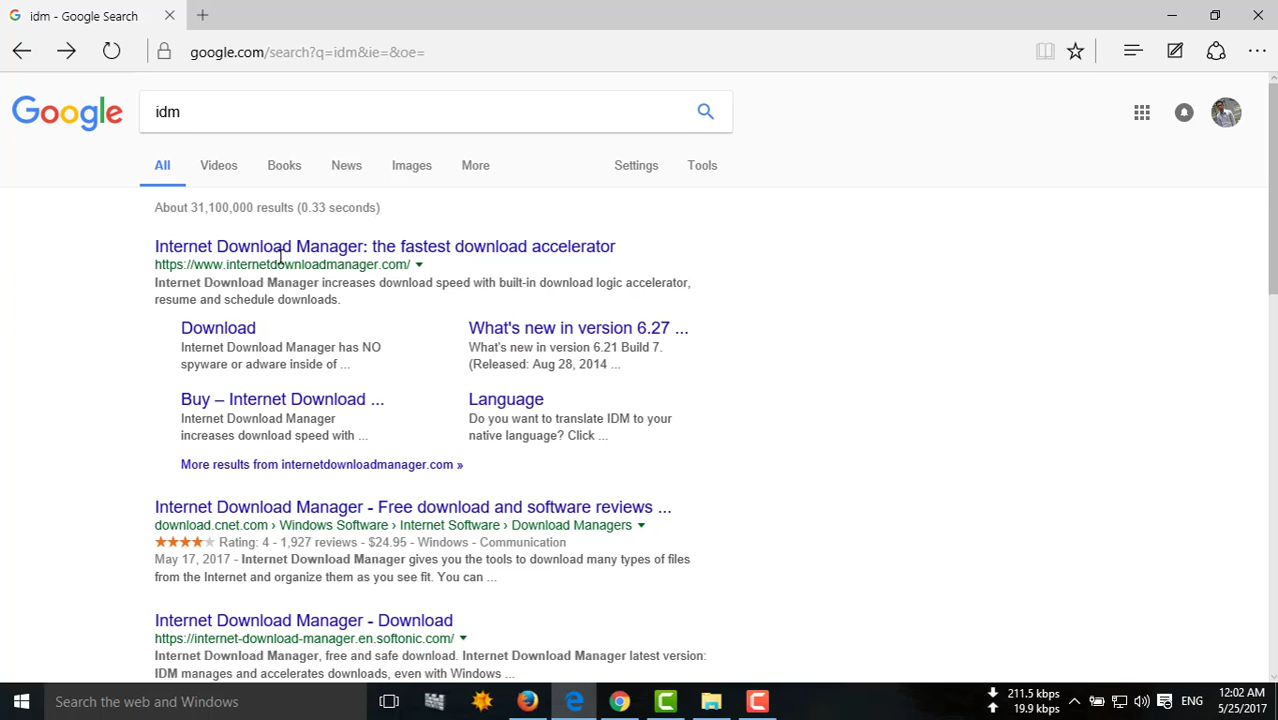 idm - Google Search
google.com/search?q=idm&ie=&oe=
Google
idm
All Videos Books News Images More Settings Tools
About 31,100,000 results (0.33 seconds)
Internet Download Manager: the fastest download accelerator
https://www.internetdownloadmanager.com/
Internet Download Manager increases download speed with built-in download logic accelerator,
resume and schedule downloads.
Download
Internet Download Manager has NO
spyware or adware inside of ...
What's new in version 6.27 ...
What's new in version 6.21 Build 7.
(Released: Aug 28, 2014 ...
Buy – Internet Download ...
Internet Download Manager
increases download speed with ...
Language
Do you want to translate IDM to your
native language? Click ...
More results from internetdownloadmanager.com »
Internet Download Manager - Free download and software reviews ...
download.cnet.com › Windows Software › Internet Software › Download Managers
Rating: 4 - 1,927 reviews - $24.95 - Windows - Communication
May 17, 2017 - Internet Download Manager gives you the tools to download many types of files
from the Internet and organize them as you see fit. You can ...
Internet Download Manager - Download
https://internet-download-manager.en.softonic.com/
Internet Download Manager, free and safe download. Internet Download Manager latest version:
IDM manages and accelerates downloads, even with Windows ...
Search the web and Windows
211.5 kbps
19.9 kbps
ENG
12:02 AM
5/25/2017